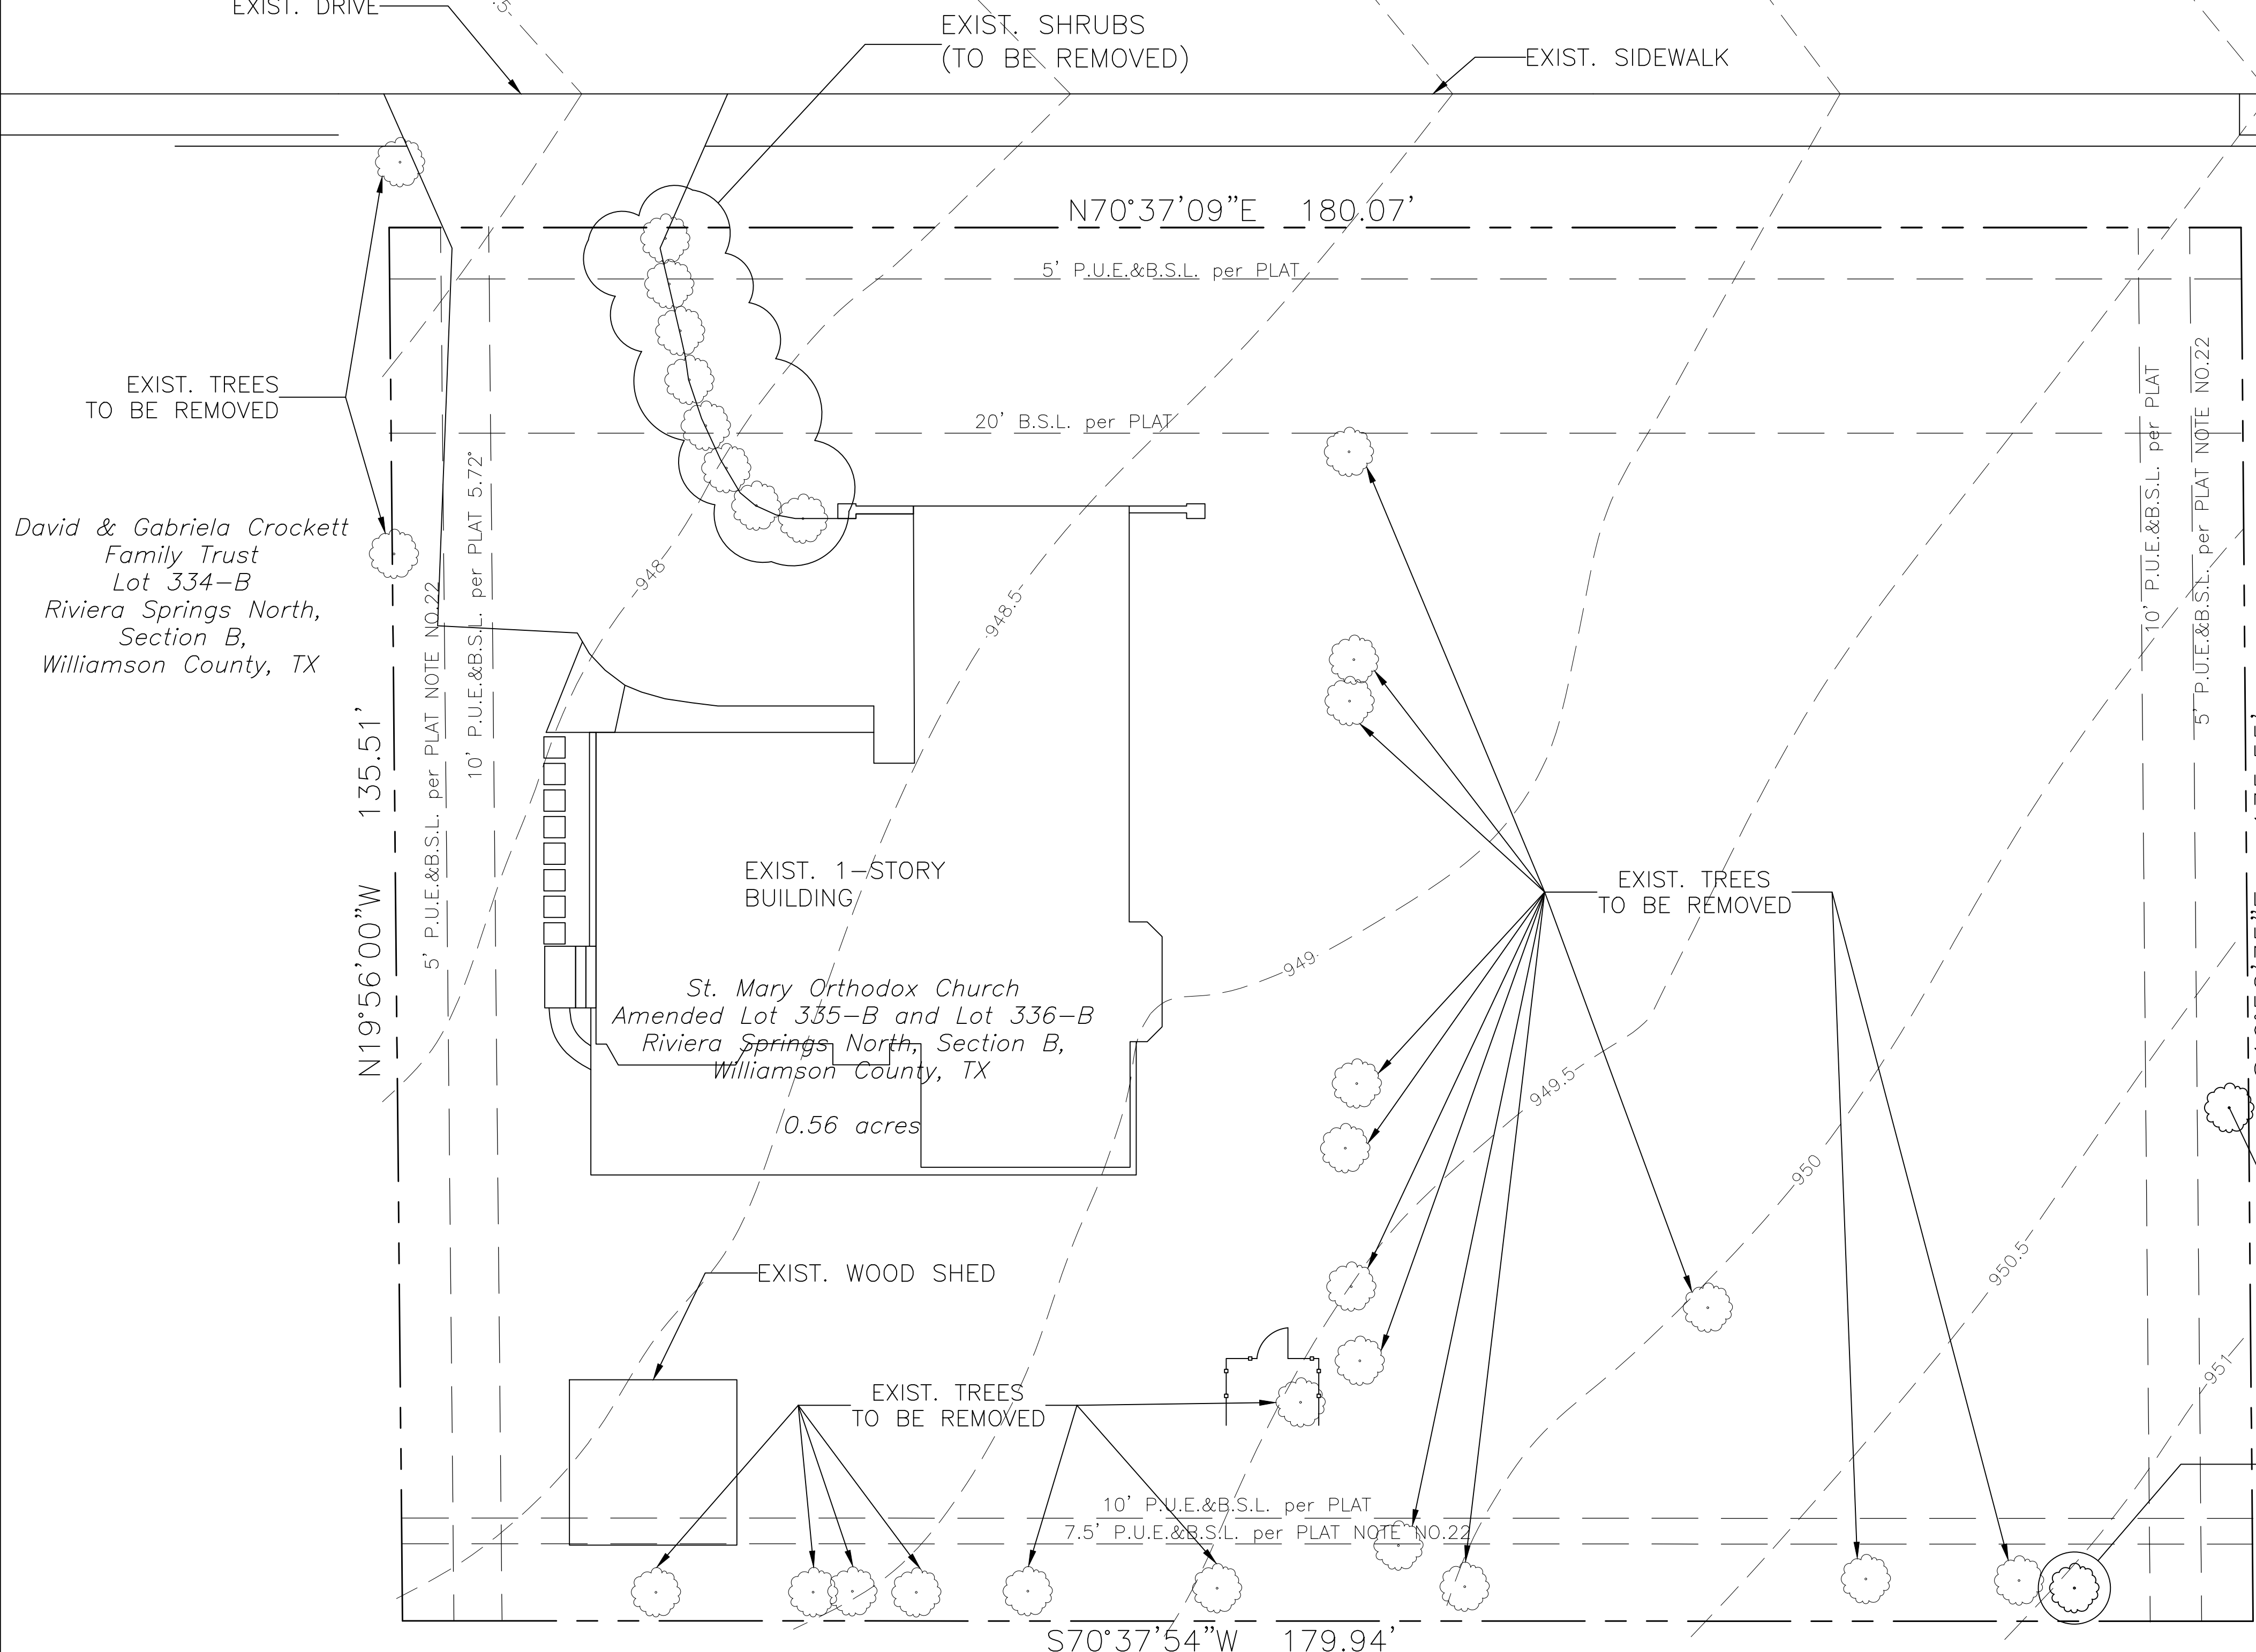 EXIST. DRIVE
EXIST. SHRUBS
(TO BE REMOVED)
EXIST. SIDEWALK
N70°37'09"E 180.07'
5' P.U.E.&B.S.L. per PLAT
20' B.S.L. per PLAT
EXIST. TREES
TO BE REMOVED
David & Gabriela Crockett
Family Trust
Lot 334-B
Riviera Springs North,
Section B,
Williamson County, TX
N19°56'00"W 135.51'
5' P.U.E.&B.S.L. per PLAT NOTE NO.22
10' P.U.E.&B.S.L. per PLAT 5.72°
948
948.5
10' P.U.E.&B.S.L. per PLAT
5' P.U.E.&B.S.L. per PLAT NOTE NO.22
EXIST. 1-STORY
BUILDING
EXIST. TREES
TO BE REMOVED
949
St. Mary Orthodox Church
Amended Lot 335-B and Lot 336-B
Riviera Springs North, Section B,
Williamson County, TX
0.56 acres
949.5
950
950.5
951
EXIST. WOOD SHED
EXIST. TREES
TO BE REMOVED
10' P.U.E.&B.S.L. per PLAT
7.5' P.U.E.&B.S.L. per PLAT NOTE NO.22
S70°37'54"W 179.94'